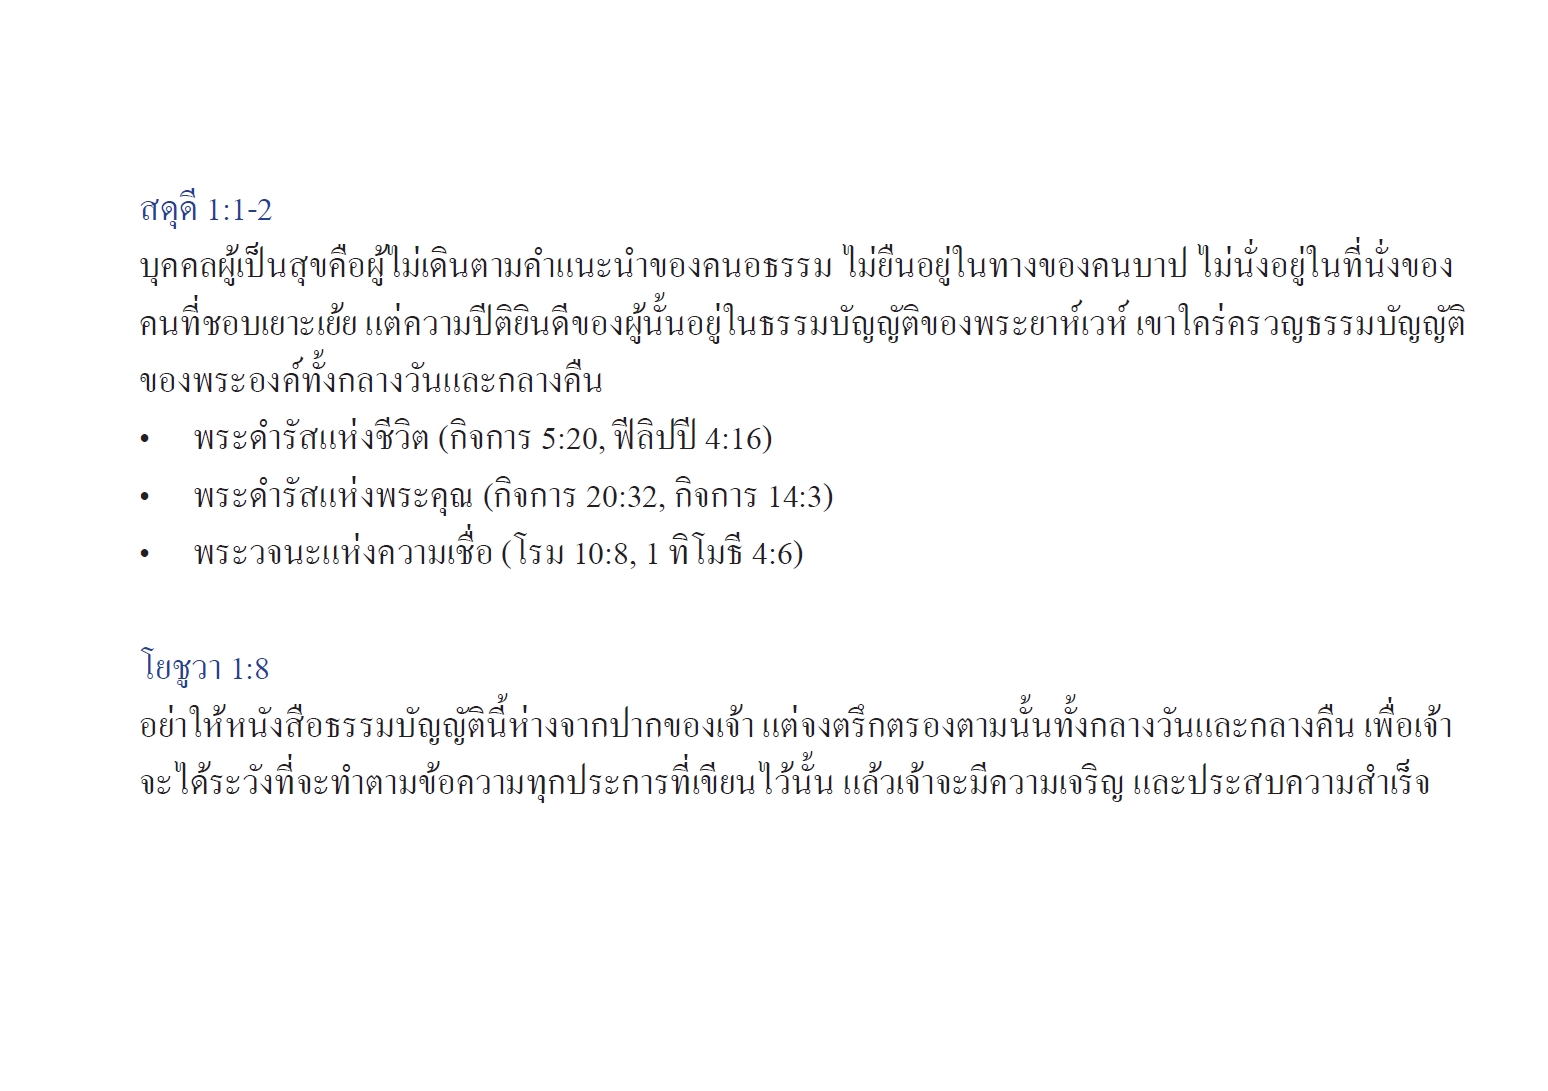 สดุดี 1:1-2
บุคคลผู้เป็นสุขคือผู้ไม่เดินตามคำแนะนำของคนอธรรม ไม่ยืนอยู่ในทางของคนบาป ไม่นั่งอยู่ในที่นั่งของ
คนที่ชอบเยาะเย้ย แต่ความปีติยินดีของผู้นั้นอยู่ในธรรมบัญญัติของพระยาห์เวห์ เขาใคร่ครวญธรรมบัญญัติ
ของพระองค์ทั้งกลางวันและกลางคืน
• พระดำรัสแห่งชีวิต (กิจการ 5:20, ฟีลิปปี 4:16)
• พระดำรัสแห่งพระคุณ (กิจการ 20:32, กิจการ 14:3)
• พระวจนะแห่งความเชื่อ (โรม 10:8, 1 ทิโมธี 4:6)
โยชูวา 1:8
อย่าให้หนังสือธรรมบัญญัตินี้ห่างจากปากของเจ้า แต่จงตรึกตรองตามนั้นทั้งกลางวันและกลางคืน เพื่อเจ้า
จะได้ระวังที่จะทำตามข้อความทุกประการที่เขียนไว้นั้น แล้วเจ้าจะมีความเจริญ และประสบความสำเร็จ